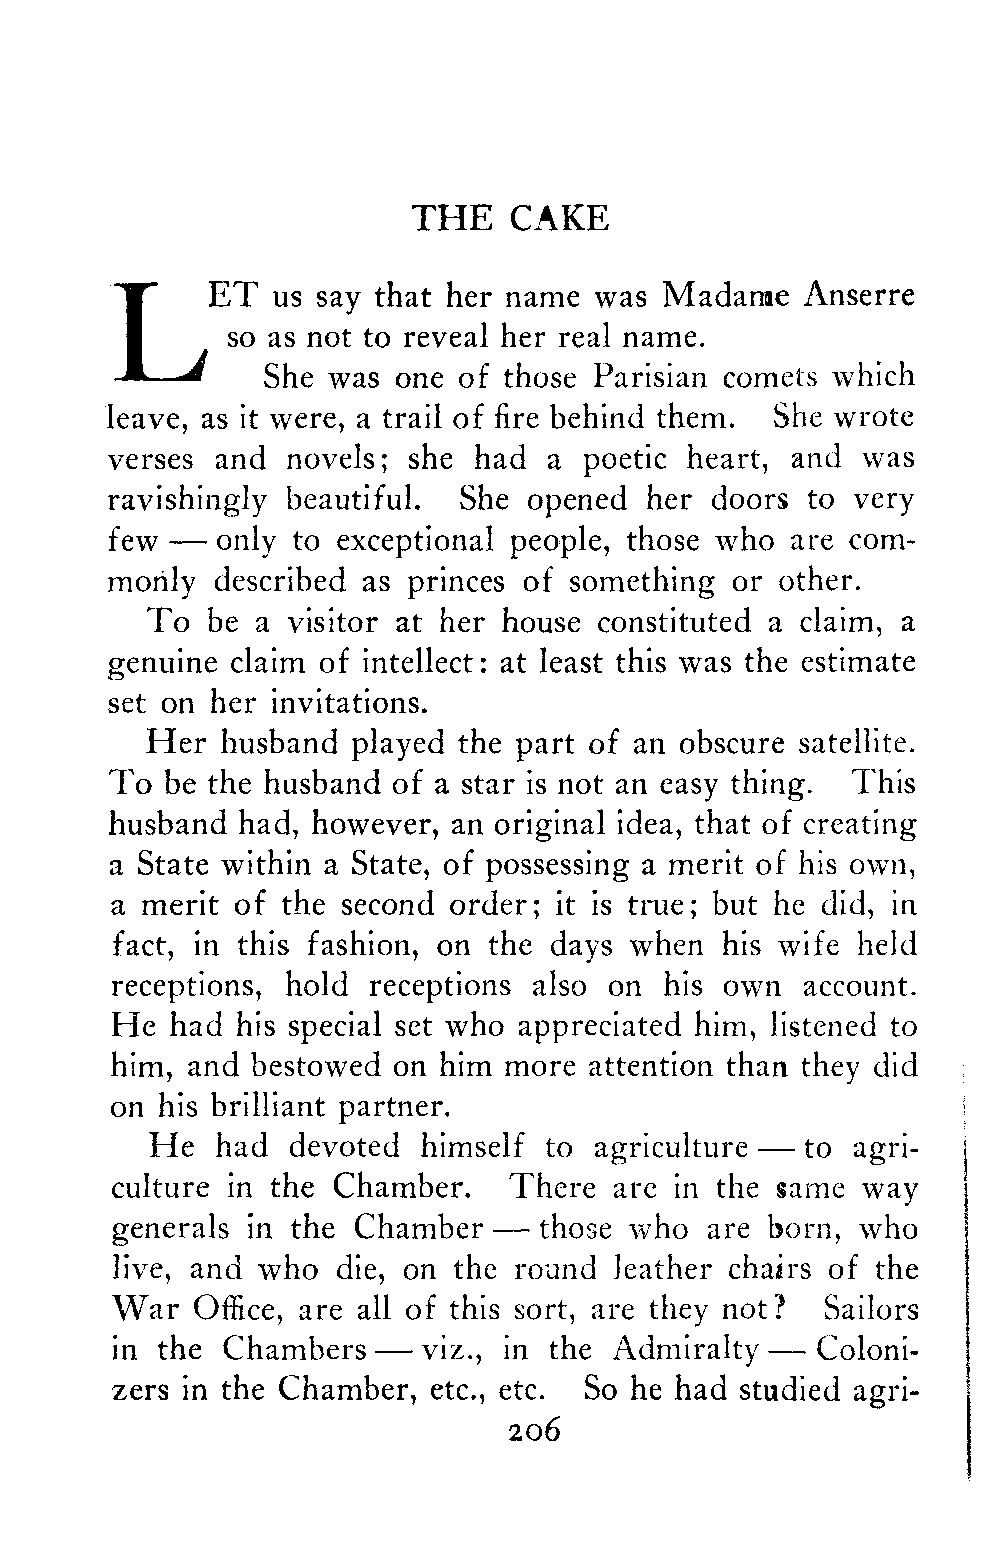 THE CAKE
LET us say that her name was Madame Anserre
so as not to reveal her real name.
She was one of those Parisian comets which
leave, as it were, a trail of fire behind them. She wrote
verses and novels; she had a poetic heart, and was
ravishingly beautiful. She opened her doors to very
few — only to exceptional people, those who are com-
monly described as princes of something or other.
To be a visitor at her house constituted a claim, a
genuine claim of intellect: at least this was the estimate
set on her invitations.
Her husband played the part of an obscure satellite.
To be the husband of a star is not an easy thing. This
husband had, however, an original idea, that of creating
a State within a State, of possessing a merit of his own,
a merit of the second order; it is true; but he did, in
fact, in this fashion, on the days when his wife held
receptions, hold receptions also on his own account.
He had his special set who appreciated him, listened to
him, and bestowed on him more attention than they did
on his brilliant partner.
He had devoted himself to agriculture — to agri-
culture in the Chamber. There are in the same way
generals in the Chamber — those who are born, who
live, and who die, on the round leather chairs of the
War Office, are all of this sort, are they not? Sailors
in the Chambers — viz., in the Admiralty — Coloni-
zers in the Chamber, etc., etc. So he had studied agri-
206